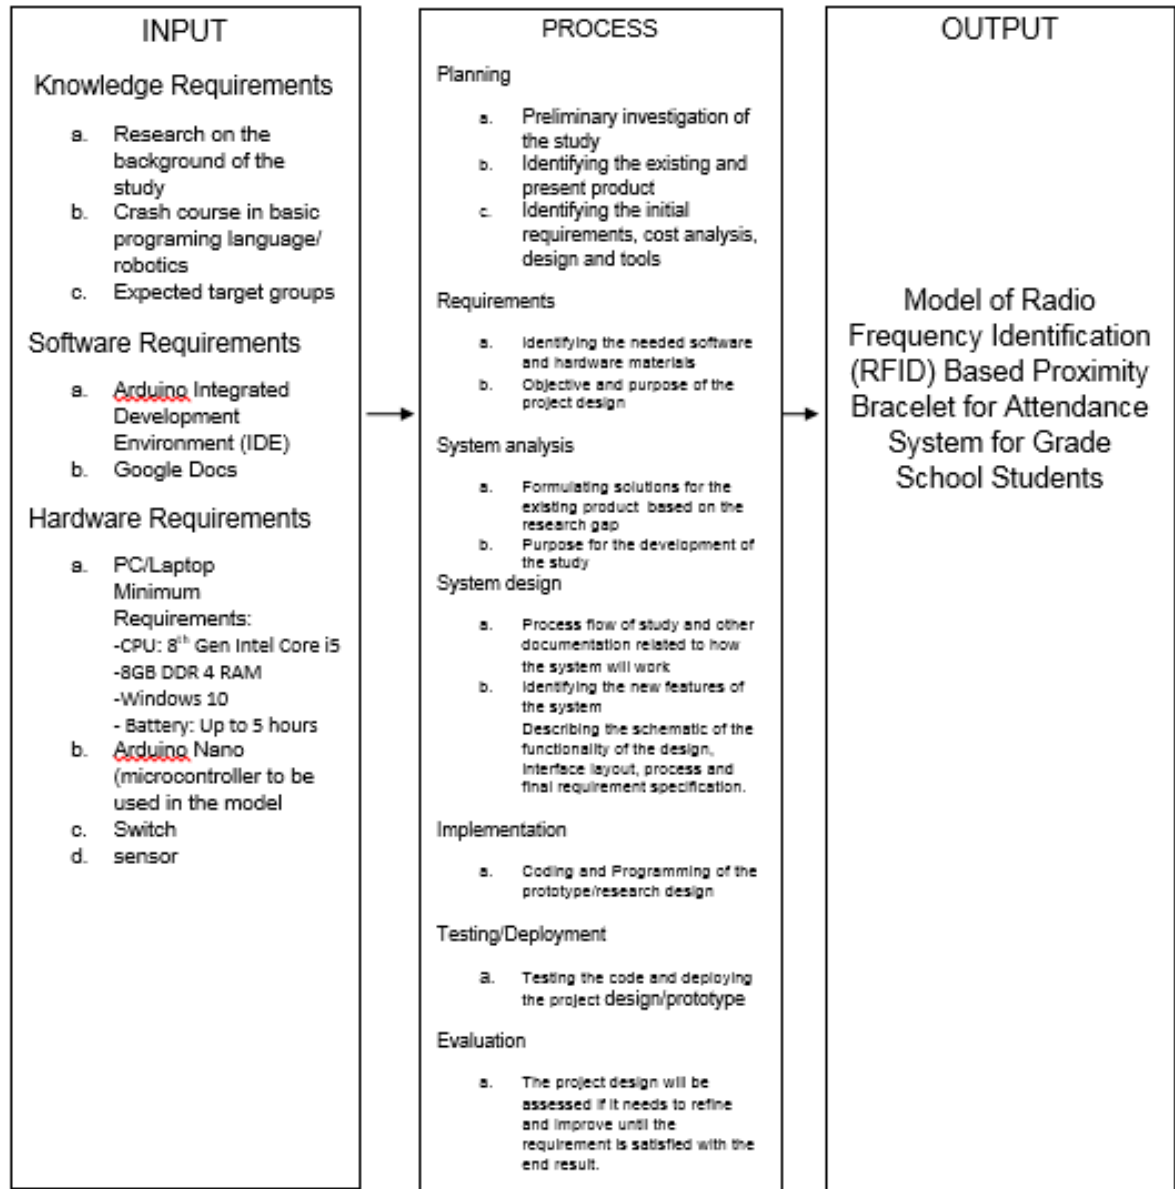 INPUT
Knowledge Requirements
a. Research on the
background of the
study
b. Crash course in basic
programing language/
robotics
c. Expected target groups
Software Requirements
a. Arduino Integrated
Development
Environment (IDE)
b. Google Docs
Hardware Requirements
a. PC/Laptop
Minimum
Requirements:
-CPU: 8th Gen Intel Core i5
-8GB DDR 4 RAM
-Windows 10
- Battery: Up to 5 hours
b. Arduino Nano
(microcontroller to be
used in the model
c. Switch
d. sensor
PROCESS
Planning
a. Preliminary investigation of
the study
b. Identifying the existing and
present product
c. Identifying the initial
requirements, cost analysis,
design and tools
Requirements
a. Identifying the needed software
and hardware materials
b. Objective and purpose of the
project design
System analysis
a. Formulating solutions for the
existing product based on the
research gap
b. Purpose for the development of
the study
System design
a. Process flow of study and other
documentation related to how
the system will work
b. Identifying the new features of
the system
Describing the schematic of the
functionality of the design,
Interface layout, process and
final requirement specification.
Implementation
a. Coding and Programming of the
prototype/research design
Testing/Deployment
a. Testing the code and deploying
the project design/prototype
Evaluation
a. The project design will be
assessed if it needs to refine
and improve until the
requirement is satisfied with the
end result.
OUTPUT
Model of Radio
Frequency Identification
(RFID) Based Proximity
Bracelet for Attendance
System for Grade
School Students